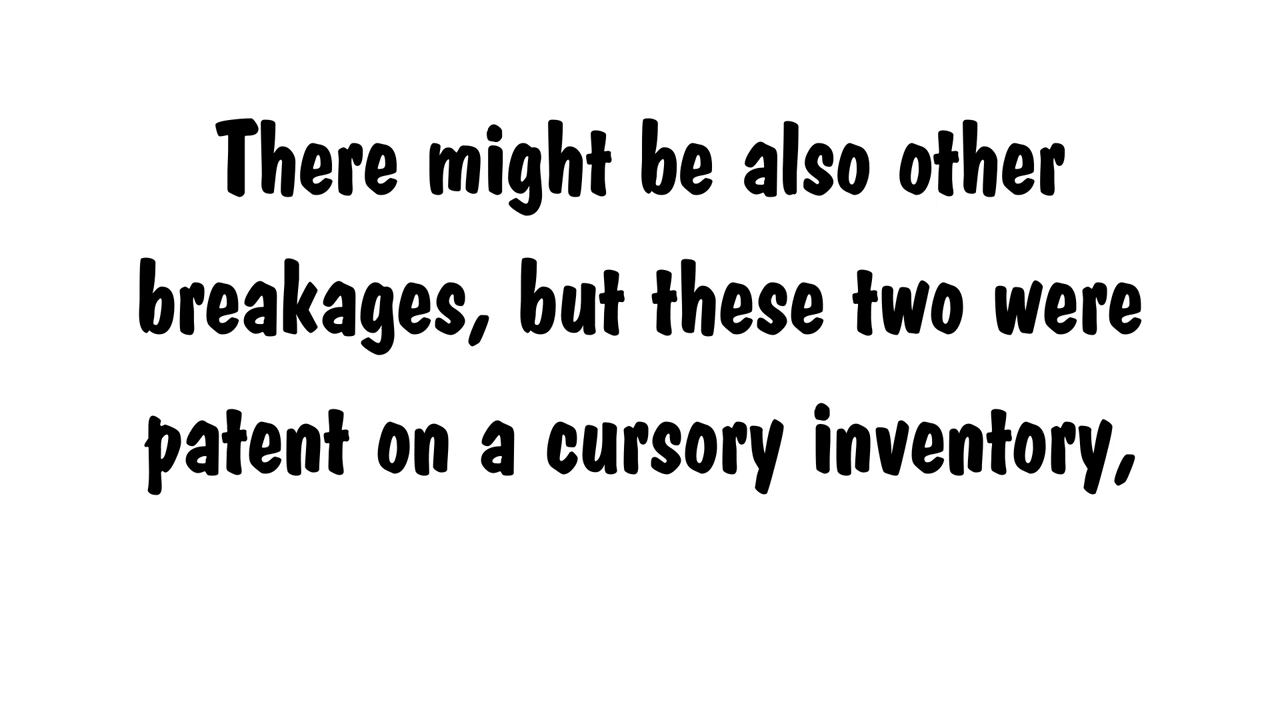 There might be also other
breakages, but these two were
patent on a cursory inventory,